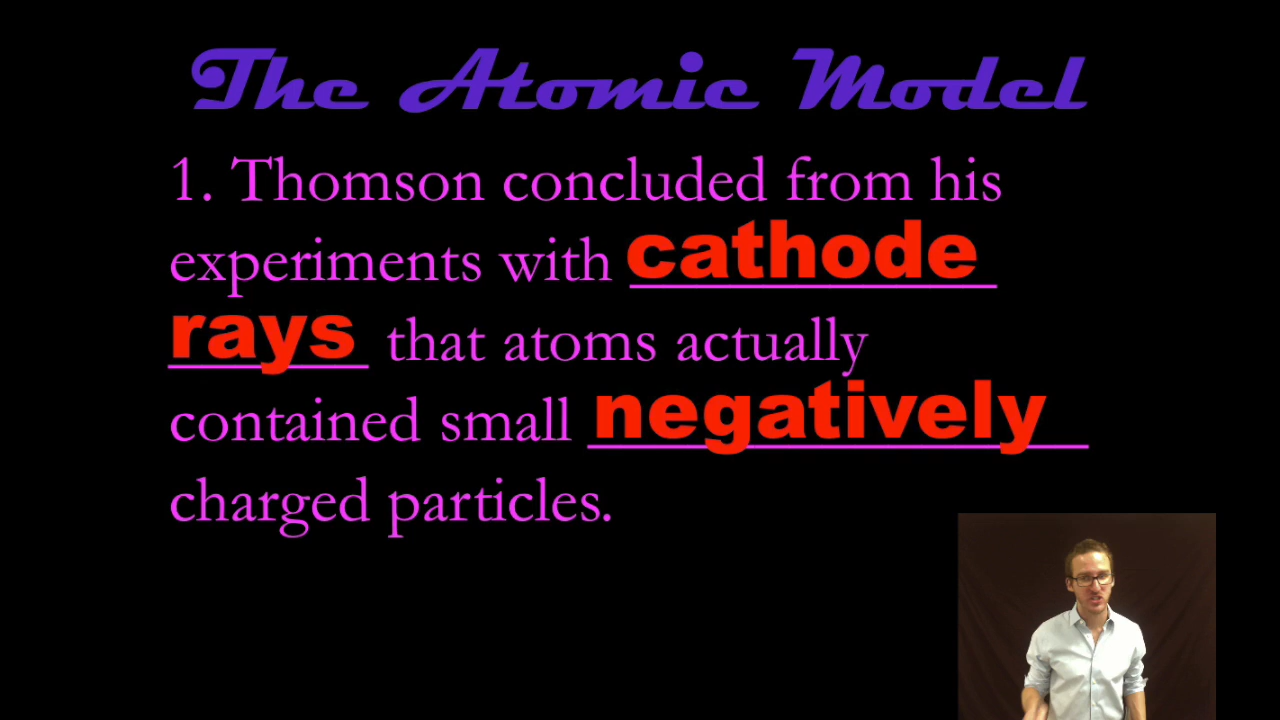 The Atomic Model
1. Thomson concluded from his
experiments with cathode
rays that atoms actually
contained small negatively
charged particles.